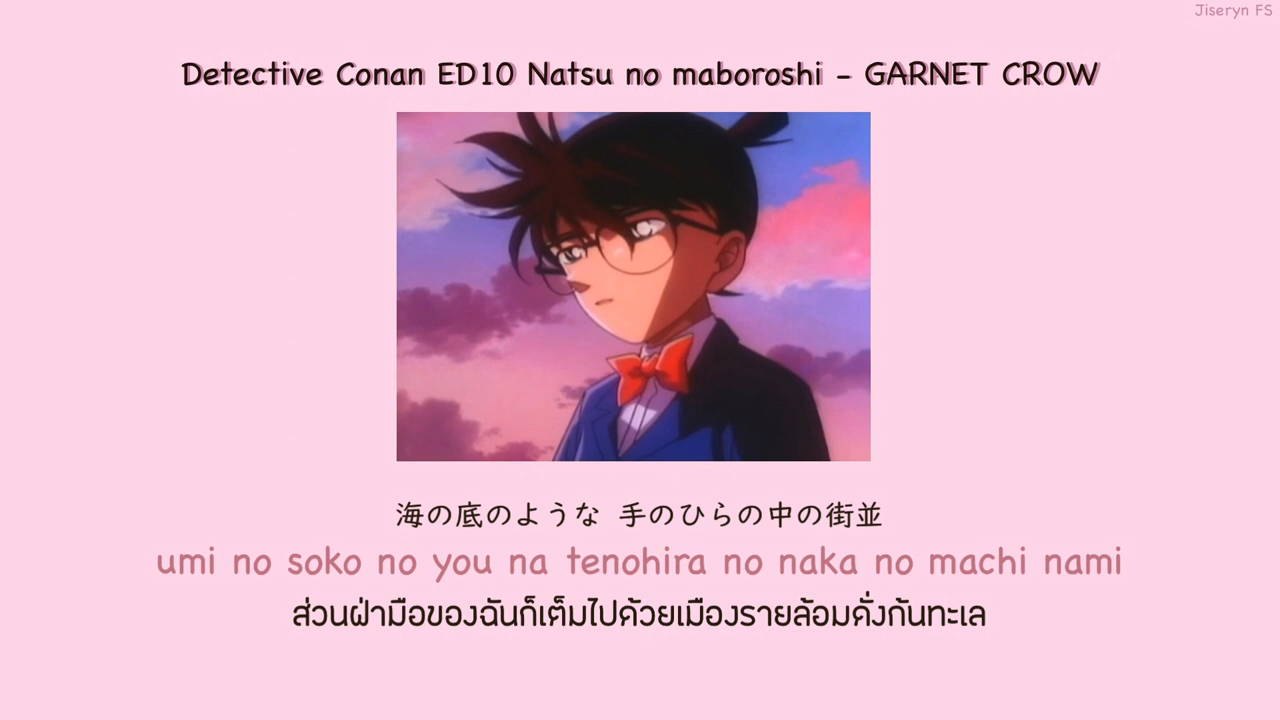 Jiseryn FS
Detective Conan ED10 Natsu no maboroshi - GARNET CROW
海の底のような 手のひらの中の街並
umi no soko no you na tenohira no naka no machi nami
ส่วนฝ่ามือของฉันก็เต็มไปด้วยเมืองรายล้อมดั่งก้นทะเล